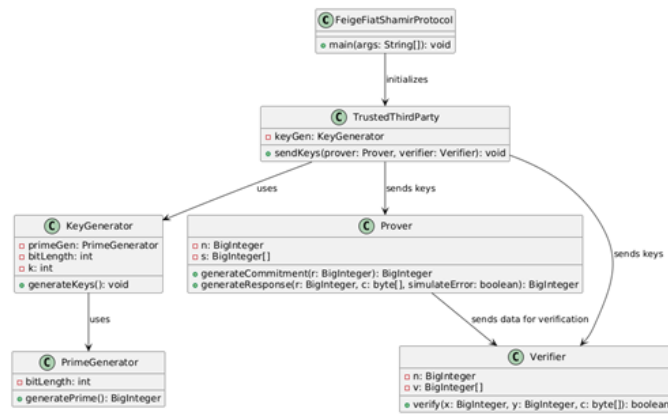 C FeigeFiatShamirProtocol
main(args: String[]): void
initializes
C TrustedThirdParty
keyGen: KeyGenerator
sendKeys(prover: Prover, verifier: Verifier): void
uses
sends keys
sends keys
C KeyGenerator
primeGen: PrimeGenerator
bitLength: int
k: int
generateKeys(): void
C Prover
n: BigInteger
s: BigInteger[]
generateCommitment(r: BigInteger): BigInteger
generateResponse(r: BigInteger, c: byte[], simulateError: boolean): BigInteger
uses
sends data for verification
C PrimeGenerator
bitLength: int
generatePrime(): BigInteger
C Verifier
n: BigInteger
v: BigInteger[]
verify(x: BigInteger, y: BigInteger, c: byte[]): boolean